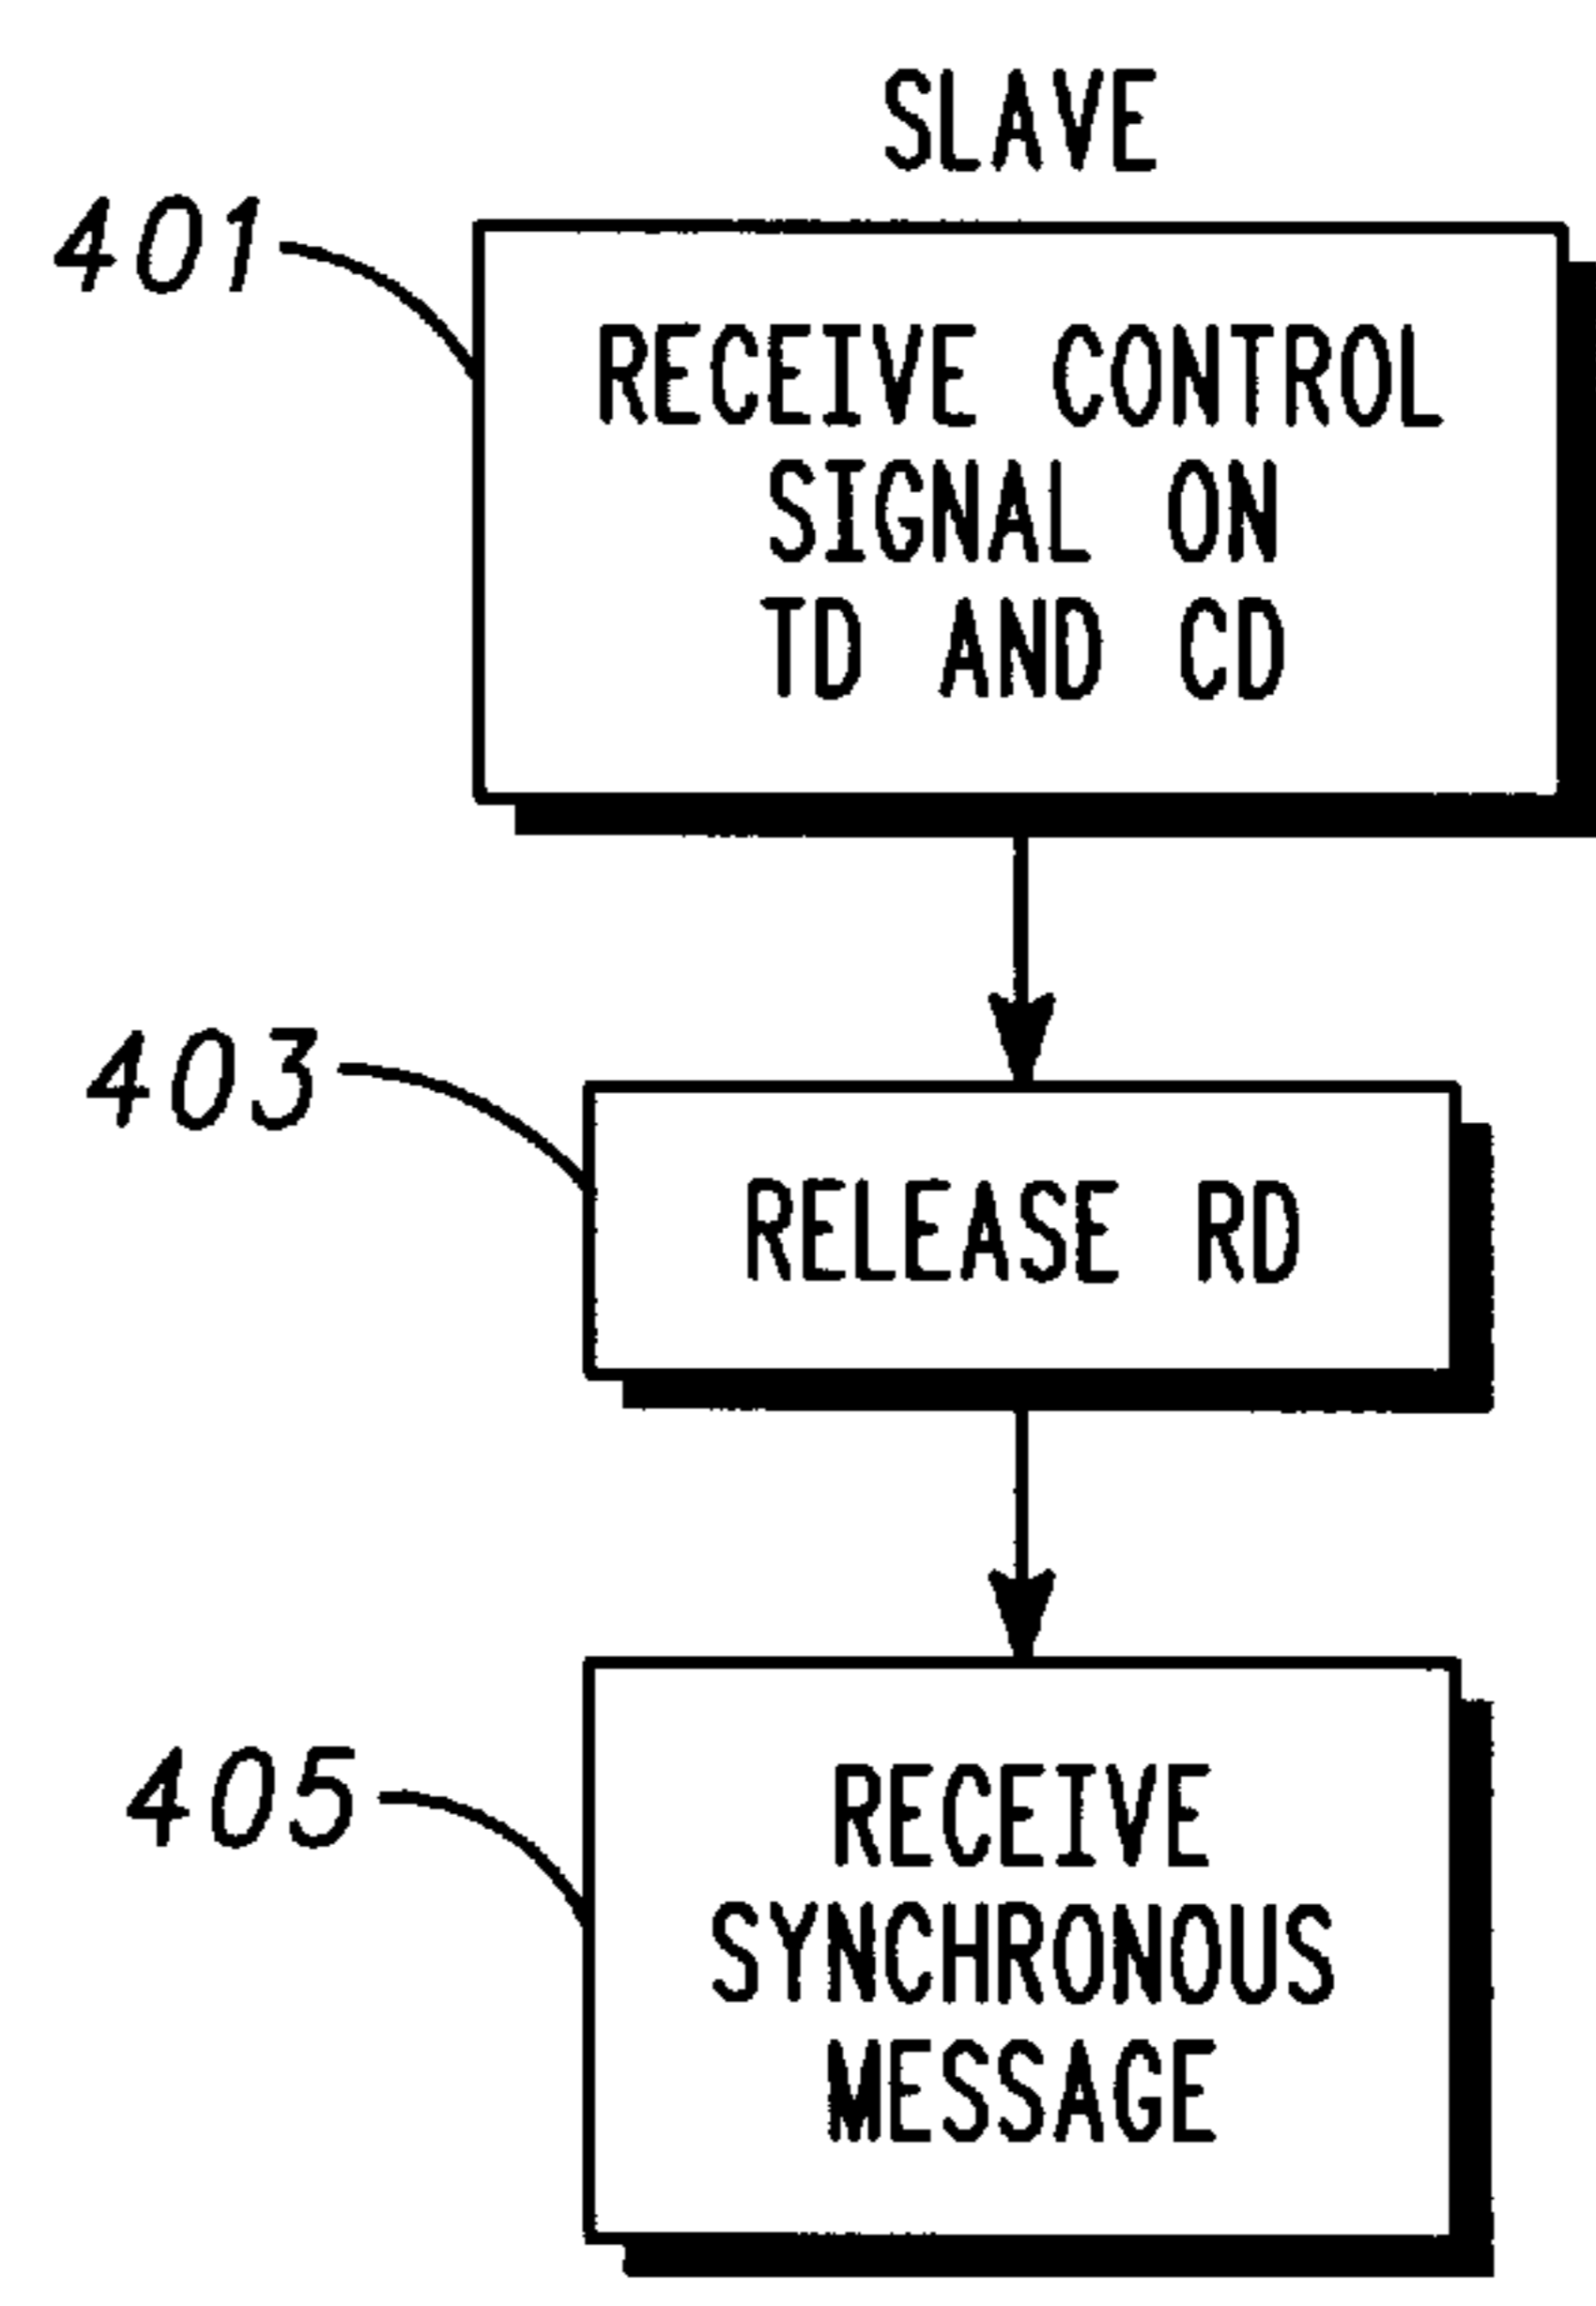 SLAVE
401
RECEIVE CONTROL
SIGNAL ON
TD AND CD
403
RELEASE RD
405
RECEIVE
SYNCHRONOUS
MESSAGE